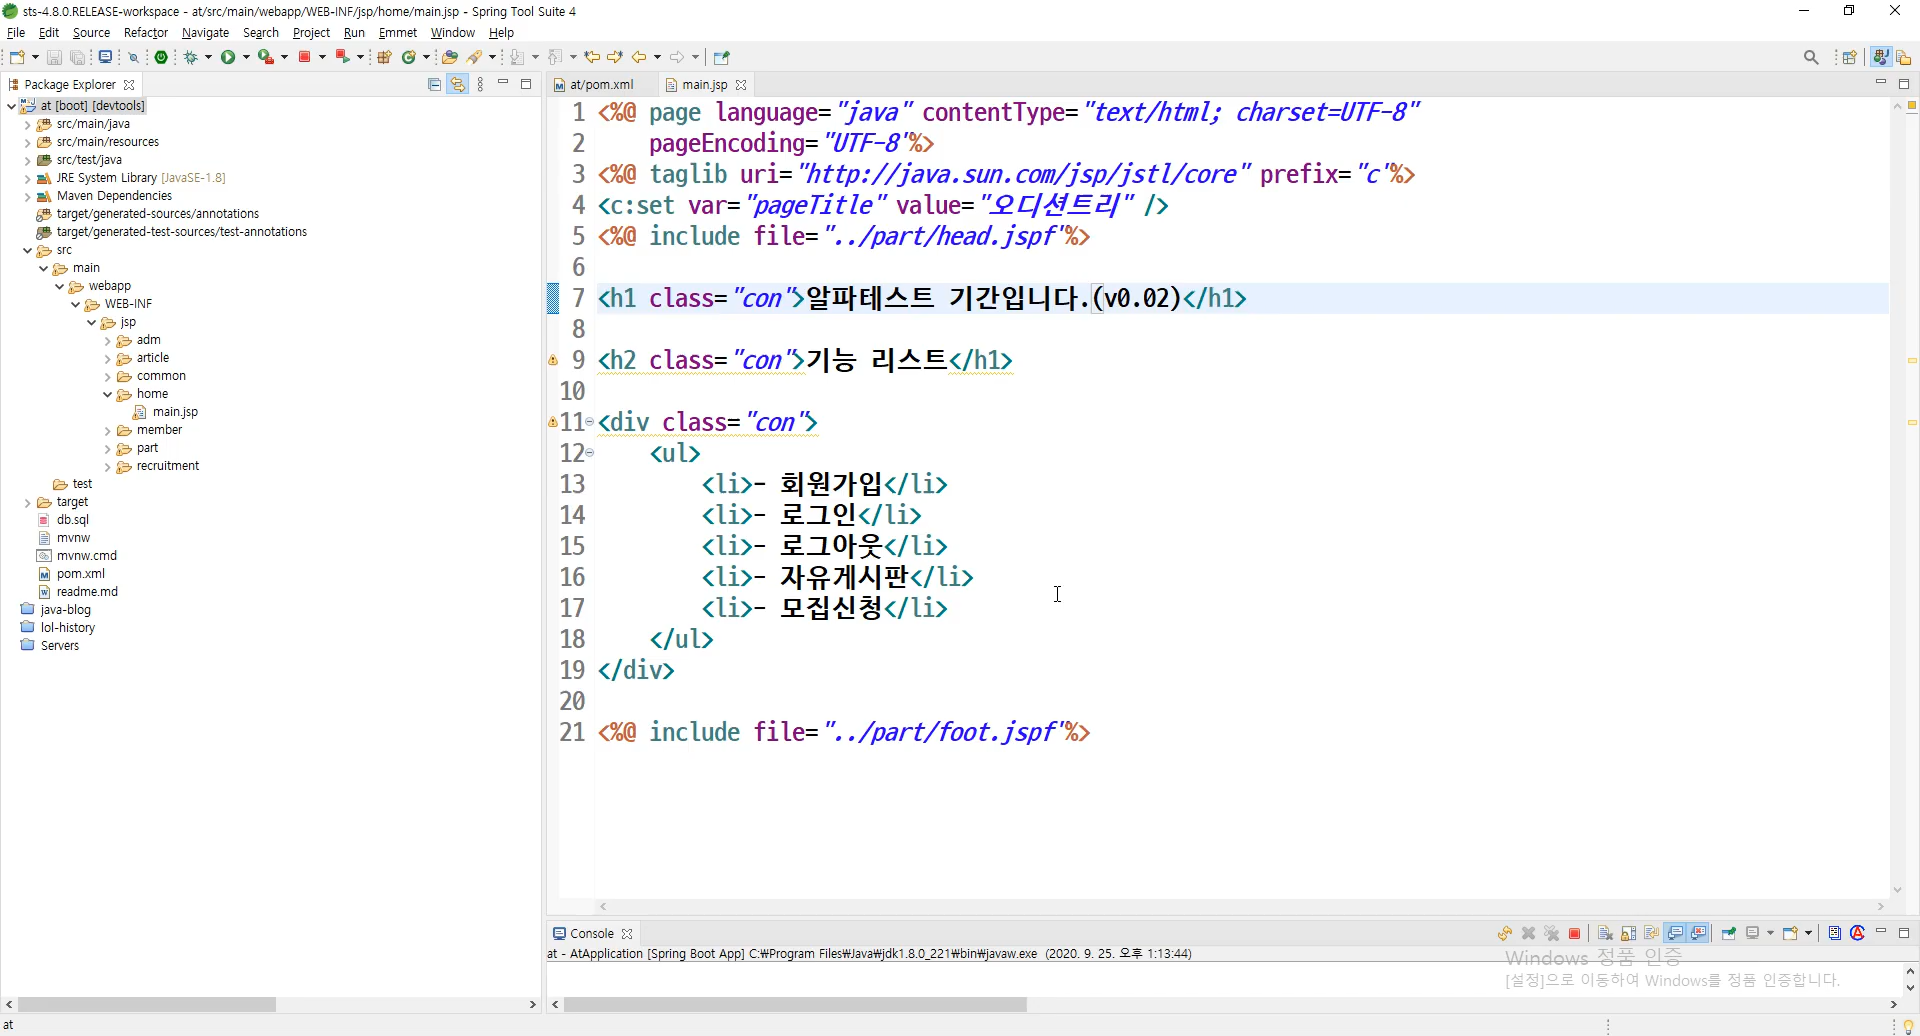 sts-4.8.0.RELEASE-workspace - at/src/main/webapp/WEB-INF/jsp/home/main.jsp - Spring Tool Suite 4
File Edit Source Refactor Navigate Search Project Run Emmet Window Help
Package Explorer
at [boot] [devtools]
src/main/java
src/main/resources
src/test/java
JRE System Library [JavaSE-1.8]
Maven Dependencies
target/generated-sources/annotations
target/generated-test-sources/test-annotations
src
main
webapp
WEB-INF
jsp
adm
article
common
home
main.jsp
member
part
recruitment
test
target
db.sql
mvnw
mvnw.cmd
pom.xml
readme.md
java-blog
lol-history
Servers
at/pom.xml main.jsp
1 <%@ page language="java" contentType="text/html; charset=UTF-8"
2 pageEncoding="UTF-8"%>
3 <%@ taglib uri="http://java.sun.com/jsp/jstl/core" prefix="c"%>
4 <c:set var="pageTitle" value="오디션트리" />
5 <%@ include file="../part/head.jspf"%>
6
7 <h1 class="con">알파테스트 기간입니다.(v0.02)</h1>
8
9 <h2 class="con">기능 리스트</h1>
10
11 <div class="con">
12 <ul>
13 <li>- 회원가입</li>
14 <li>- 로그인</li>
15 <li>- 로그아웃</li>
16 <li>- 자유게시판</li>
17 <li>- 모집신청</li>
18 </ul>
19 </div>
20
21 <%@ include file="../part/foot.jspf"%>
Console
at - AtApplication [Spring Boot App] C:₩Program Files₩Java₩jdk1.8.0_221₩bin₩javaw.exe (2020. 9. 25. 오후 1:13:44)
Windows 정품 인증
[설정]으로 이동하여 Windows를 정품 인증합니다.
at